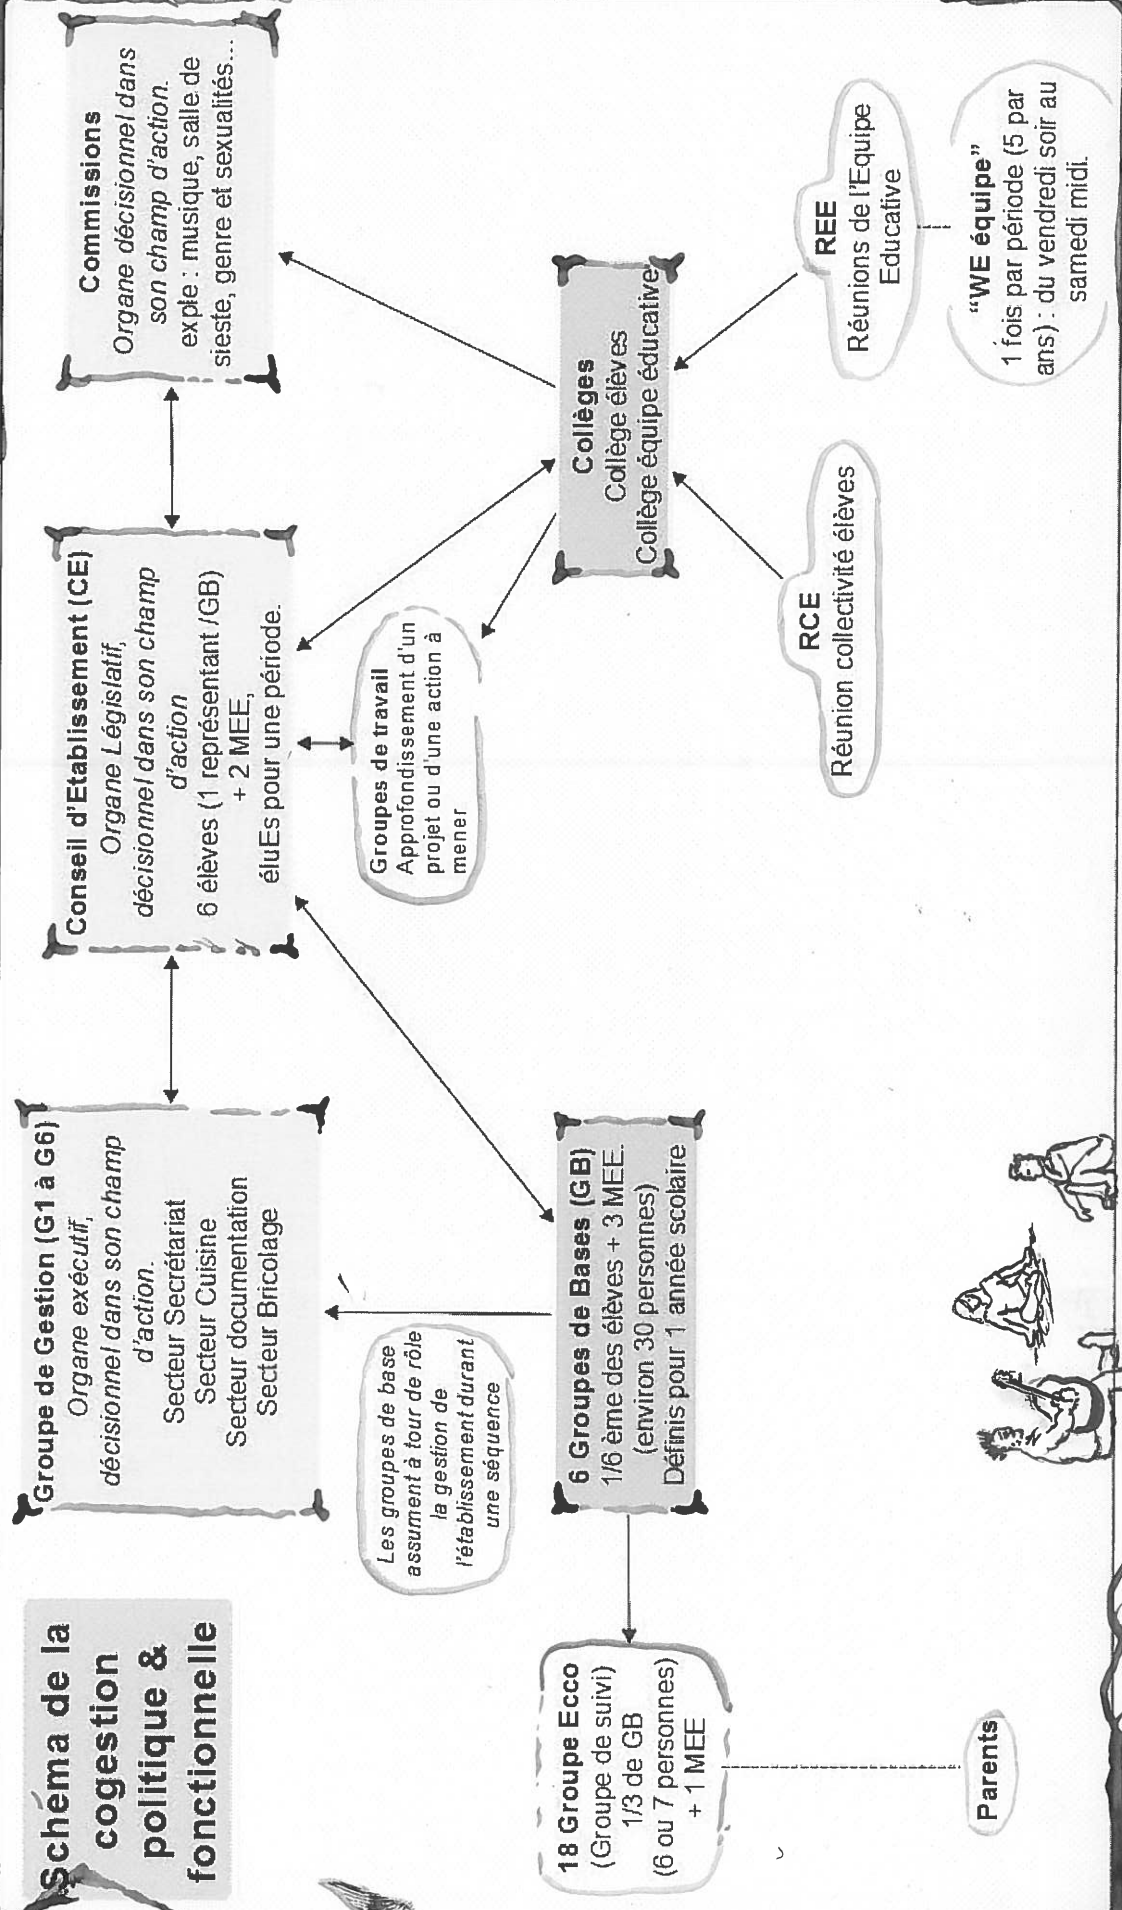 Schéma de la
cogestion
politique &
fonctionnelle
Groupe de Gestion (G1 à G6)
Organe exécutif,
décisionnel dans son champ
d'action.
Secteur Secrétariat
Secteur Cuisine
Secteur documentation
Secteur Bricolage
Conseil d'Etablissement (CE)
Organe Législatif,
décisionnel dans son champ
d'action
6 élèves (1 représentant /GB)
+ 2 MEE,
éluEs pour une période.
Commissions
Organe décisionnel dans
son champ d'action.
exple : musique, salle de
sieste, genre et sexualités...
Les groupes de base
assument à tour de rôle
la gestion de
l'établissement durant
une séquence
Groupes de travail
Approfondissement d'un
projet ou d'une action à
mener
18 Groupe Ecco
(Groupe de suivi)
1/3 de GB
(6 ou 7 personnes)
+ 1 MEE
6 Groupes de Bases (GB)
1/6 ème des élèves + 3 MEE.
(environ 30 personnes)
Définis pour 1 année scolaire
Collèges
Collège élèves
Collège équipe éducative
RCE
Réunion collectivité élèves
REE
Réunions de l'Equipe
Educative
"WE équipe"
1 fois par période (5 par
ans) : du vendredi soir au
samedi midi.
Parents